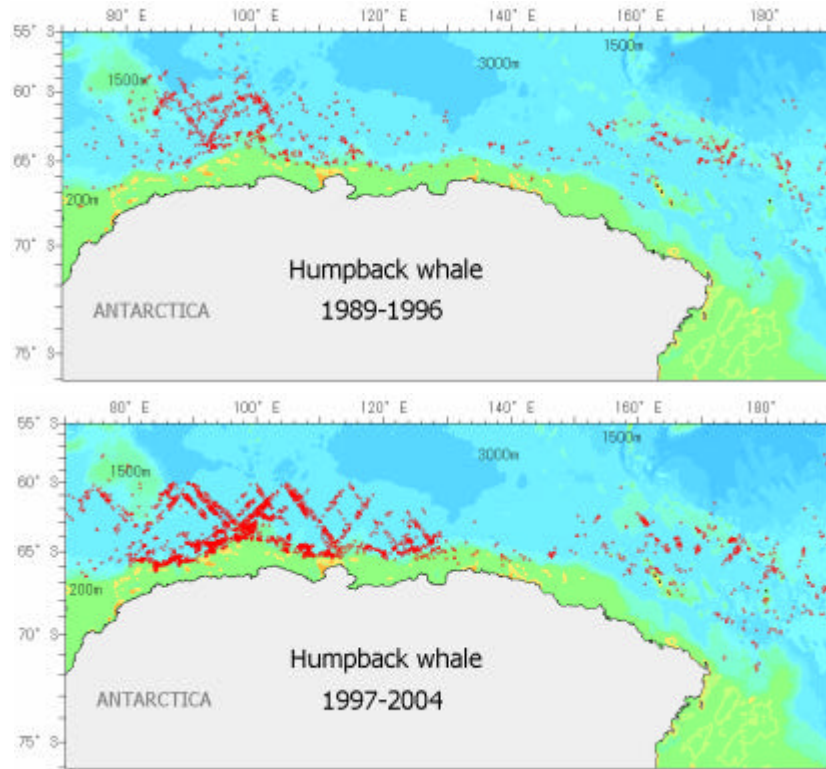 80° E 100° E 120° E 140° E 160° E 180°
55° S
1500m
60° S
1500m
3000m
65° S
200m
70° S
Humpback whale
ANTARCTICA
1989-1996
75° S
80° E 100° E 120° E 140° E 160° E 180°
55° S
1500m
60° S
1500m
3000m
65° S
200m
70° S
Humpback whale
ANTARCTICA
1997-2004
75° S